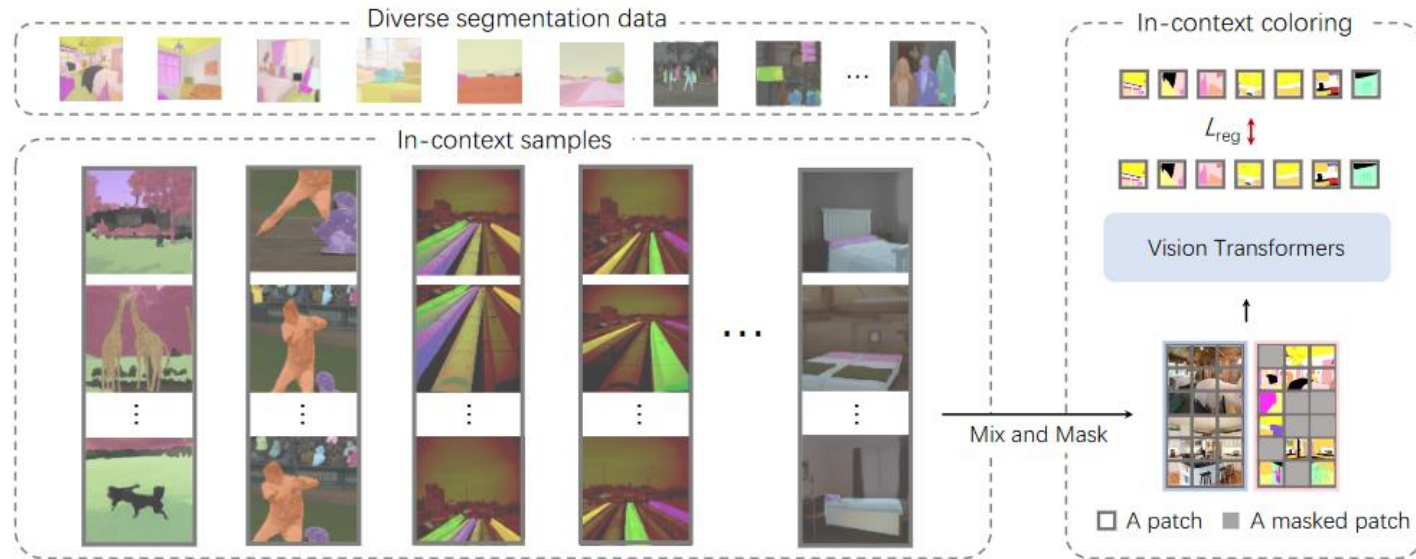 Diverse segmentation data
...
In-context samples
...
Mix and Mask
In-context coloring
L_reg
Vision Transformers
A patch
A masked patch